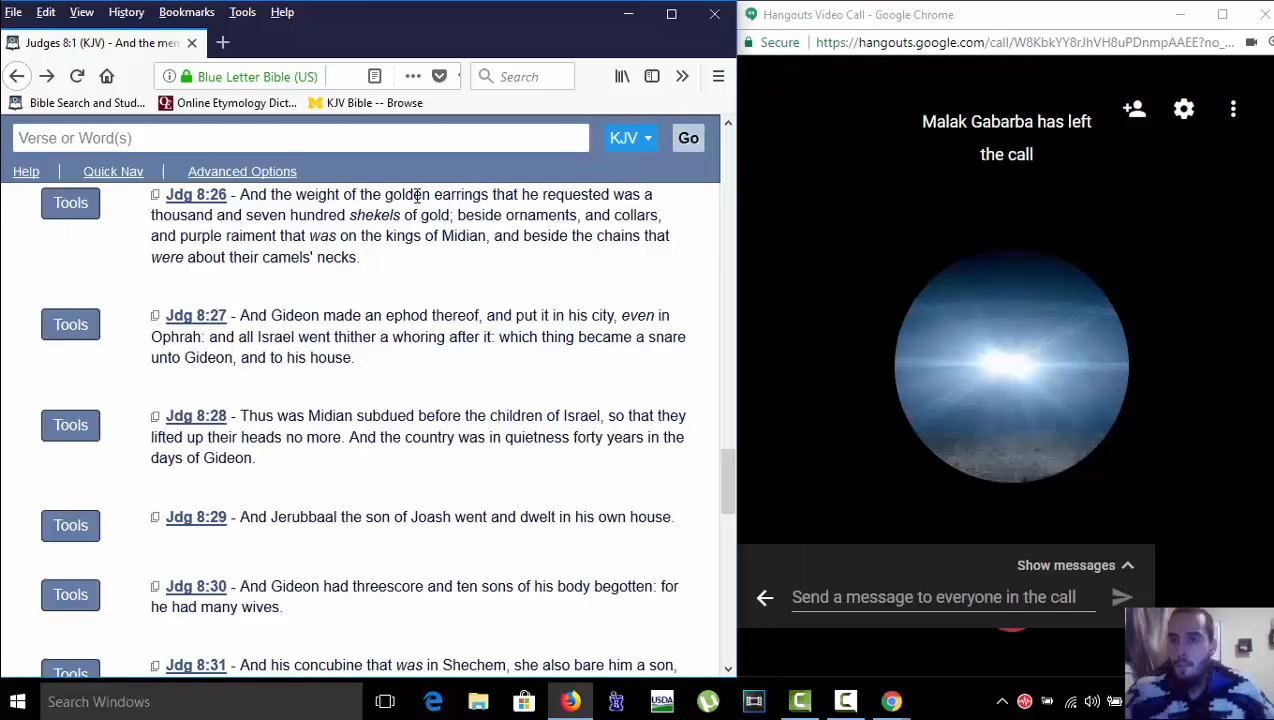 File Edit View History Bookmarks Tools Help
Judges 8:1 (KJV) - And the men
Blue Letter Bible (US)
Search
Bible Search and Stud... Online Etymology Dict... KJV Bible -- Browse
Verse or Word(s) KJV Go
Help Quick Nav Advanced Options
Tools
Jdg 8:26 - And the weight of the golden earrings that he requested was a
thousand and seven hundred shekels of gold; beside ornaments, and collars,
and purple raiment that was on the kings of Midian, and beside the chains that
were about their camels' necks.
Tools
Jdg 8:27 - And Gideon made an ephod thereof, and put it in his city, even in
Ophrah: and all Israel went thither a whoring after it: which thing became a snare
unto Gideon, and to his house.
Tools
Jdg 8:28 - Thus was Midian subdued before the children of Israel, so that they
lifted up their heads no more. And the country was in quietness forty years in the
days of Gideon.
Tools
Jdg 8:29 - And Jerubbaal the son of Joash went and dwelt in his own house.
Tools
Jdg 8:30 - And Gideon had threescore and ten sons of his body begotten: for
he had many wives.
Tools
Jdg 8:31 - And his concubine that was in Shechem, she also bare him a son,
Hangouts Video Call - Google Chrome
Secure https://hangouts.google.com/call/W8KbkYY8rJhVH8uPDnmpAAEE?no_...
Malak Gabarba has left
the call
Show messages
Send a message to everyone in the call
Search Windows
USDA